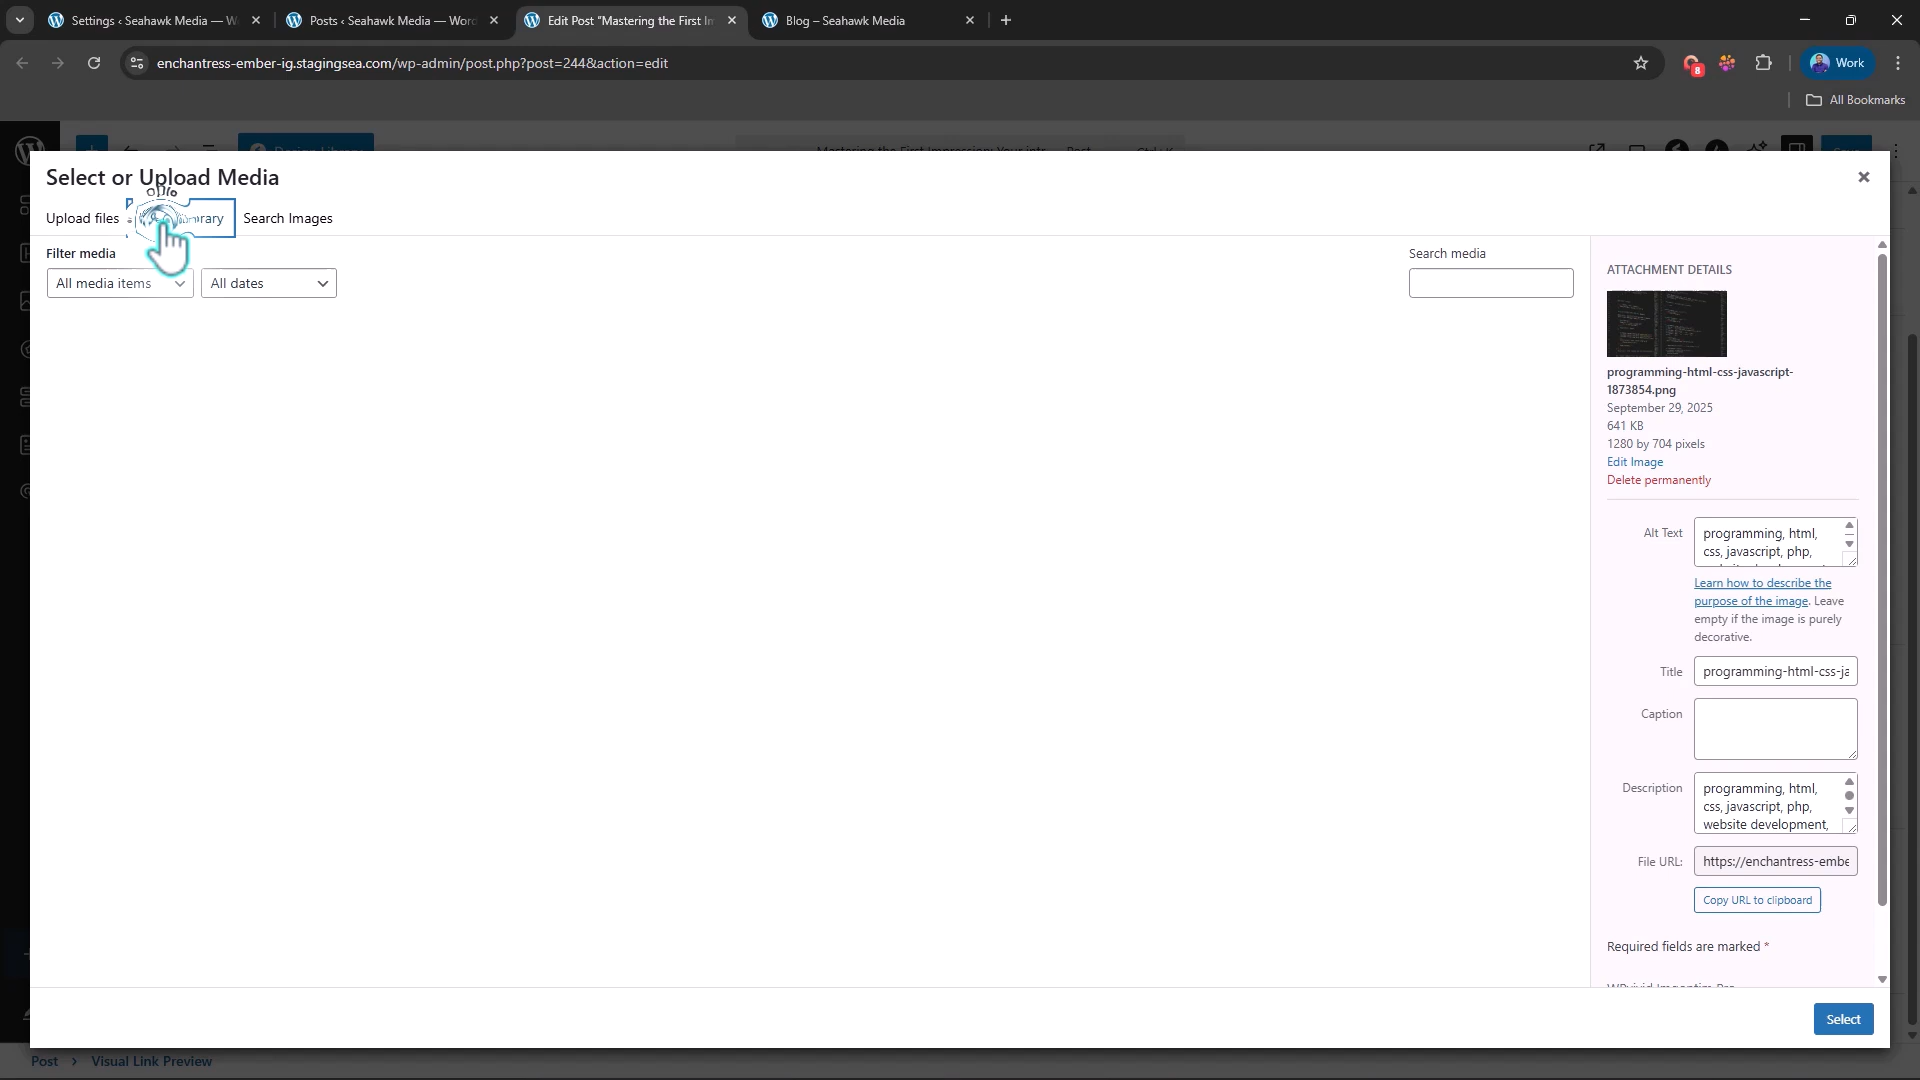 Settings ‹ Seahawk Media — W
Posts ‹ Seahawk Media — Word
Edit Post "Mastering the First Im
Blog – Seahawk Media
enchantress-ember-ig.stagingsea.com/wp-admin/post.php?post=244&action=edit
8
Work
All Bookmarks
Select or Upload Media
Upload files
Search Images
Filter media
All media items
All dates
Search media
ATTACHMENT DETAILS
programming-html-css-javascript-
1873854.png
September 29, 2025
641 KB
1280 by 704 pixels
Edit Image
Delete permanently
Alt Text
programming, html,
css, javascript, php,
Learn how to describe the
purpose of the image. Leave
empty if the image is purely
decorative.
Title
programming-html-css-ja
Caption
Description
programming, html,
css, javascript, php,
website development,
File URL:
https://enchantress-embe
Copy URL to clipboard
Required fields are marked *
Select
Post
Visual Link Preview